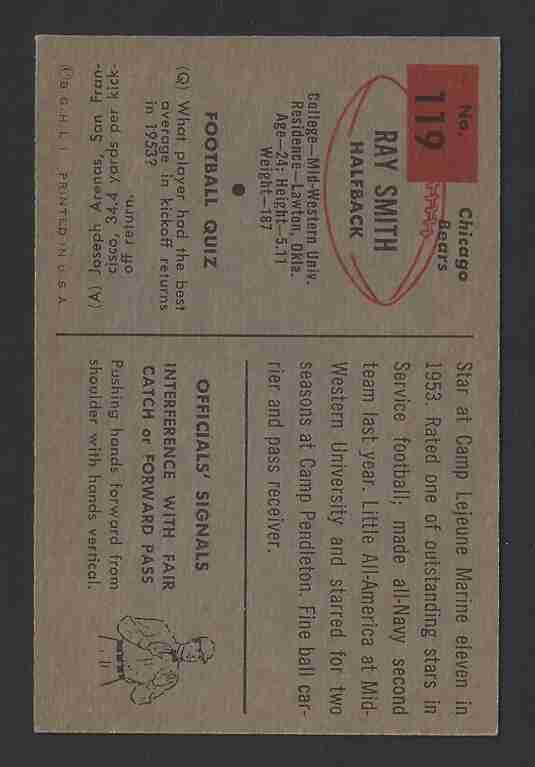 No.
119
Chicago
Bears
RAY SMITH
HALFBACK
College—Mid-Western Univ.
Residence—Lawton, Okla.
Age—24; Height—5.11
Weight—187
FOOTBALL QUIZ
(Q) What player had the best
average in kickoff returns
in 1953?
(A) Joseph Arenas, San Fran-
cisco, 34.4 yards per kick-
off return.
©B.G.H.L.I. PRINTED IN U.S.A.
Star at Camp Lejeune Marine eleven in
1953. Rated one of outstanding stars in
Service football; made all-Navy second
team last year. Little All-America at Mid-
Western University and starred for two
seasons at Camp Pendleton. Fine ball car-
rier and pass receiver.
OFFICIALS' SIGNALS
INTERFERENCE WITH FAIR
CATCH or FORWARD PASS
Pushing hands forward from
shoulder with hands vertical.